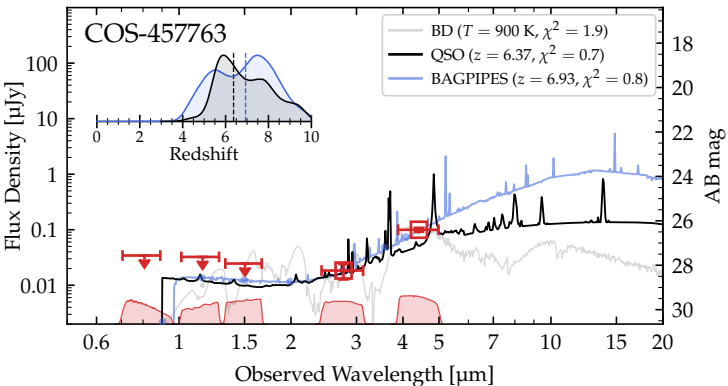 COS-457763
BD (T = 900 K, χ² = 1.9)
QSO (z = 6.37, χ² = 0.7)
BAGPIPES (z = 6.93, χ² = 0.8)
0 2 4 6 8 10
Redshift
100
10
1
0.1
0.01
Flux Density [μJy]
18
20
22
24
26
28
30
AB mag
0.6 1 1.5 2 3 4 5 10 15 20
Observed Wavelength [μm]